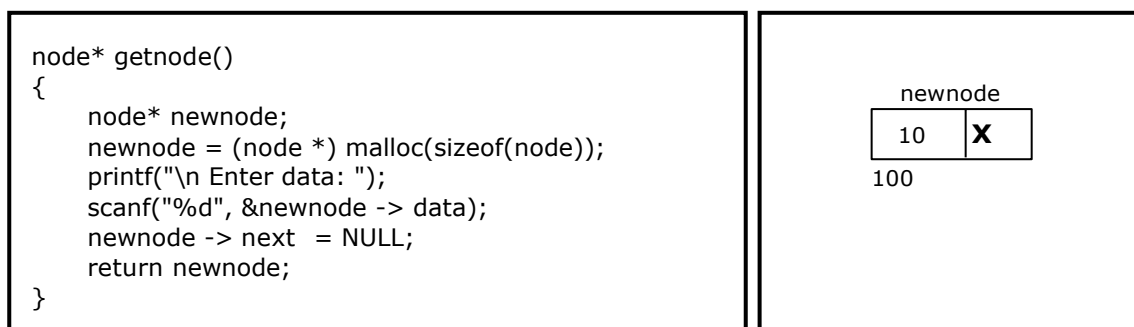 node* getnode()
{
node* newnode;
newnode = (node *) malloc(sizeof(node));
printf("\n Enter data: ");
scanf("%d", &newnode -> data);
newnode -> next = NULL;
return newnode;
}
newnode
10 X
100